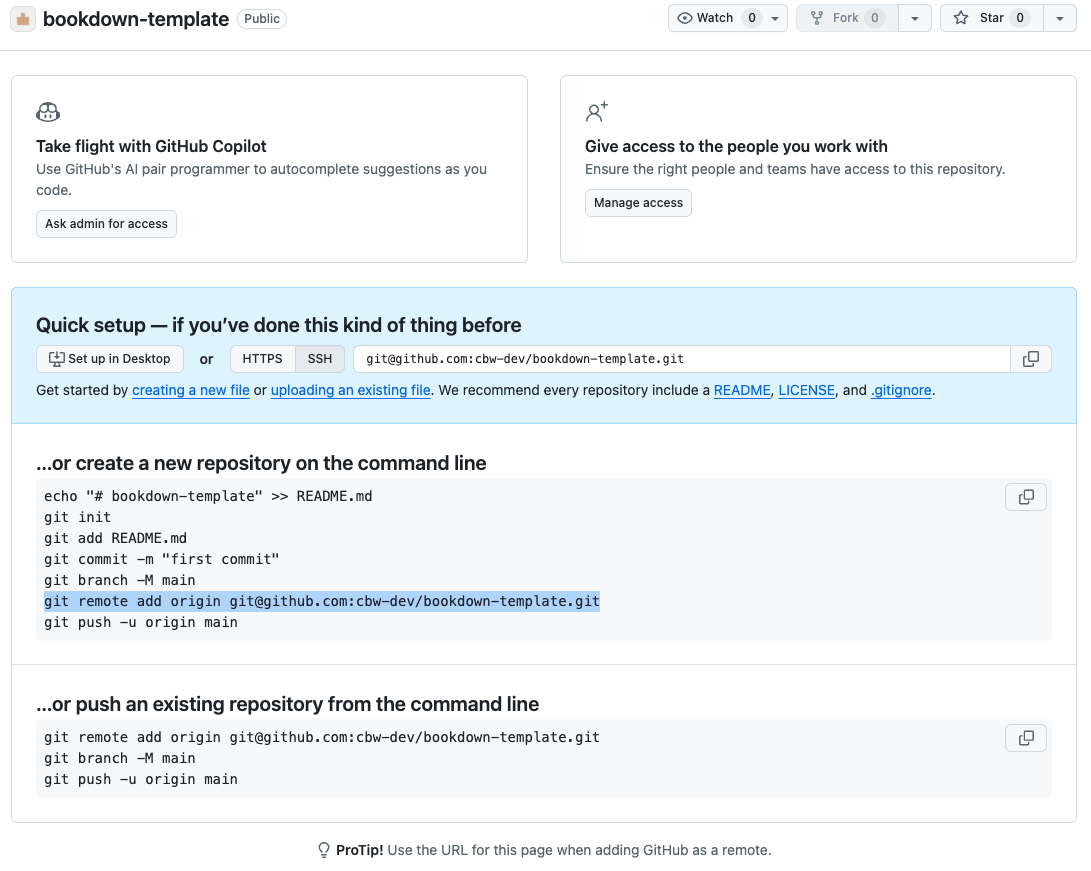 bookdown-template Public
Watch 0 Fork 0 Star 0
Take flight with GitHub Copilot
Use GitHub's AI pair programmer to autocomplete suggestions as you
code.
Ask admin for access
Give access to the people you work with
Ensure the right people and teams have access to this repository.
Manage access
Quick setup — if you've done this kind of thing before
Set up in Desktop or HTTPS SSH git@github.com:cbw-dev/bookdown-template.git
Get started by creating a new file or uploading an existing file. We recommend every repository include a README, LICENSE, and .gitignore.
...or create a new repository on the command line
echo "# bookdown-template" >> README.md
git init
git add README.md
git commit -m "first commit"
git branch -M main
git remote add origin git@github.com:cbw-dev/bookdown-template.git
git push -u origin main
...or push an existing repository from the command line
git remote add origin git@github.com:cbw-dev/bookdown-template.git
git branch -M main
git push -u origin main
ProTip! Use the URL for this page when adding GitHub as a remote.